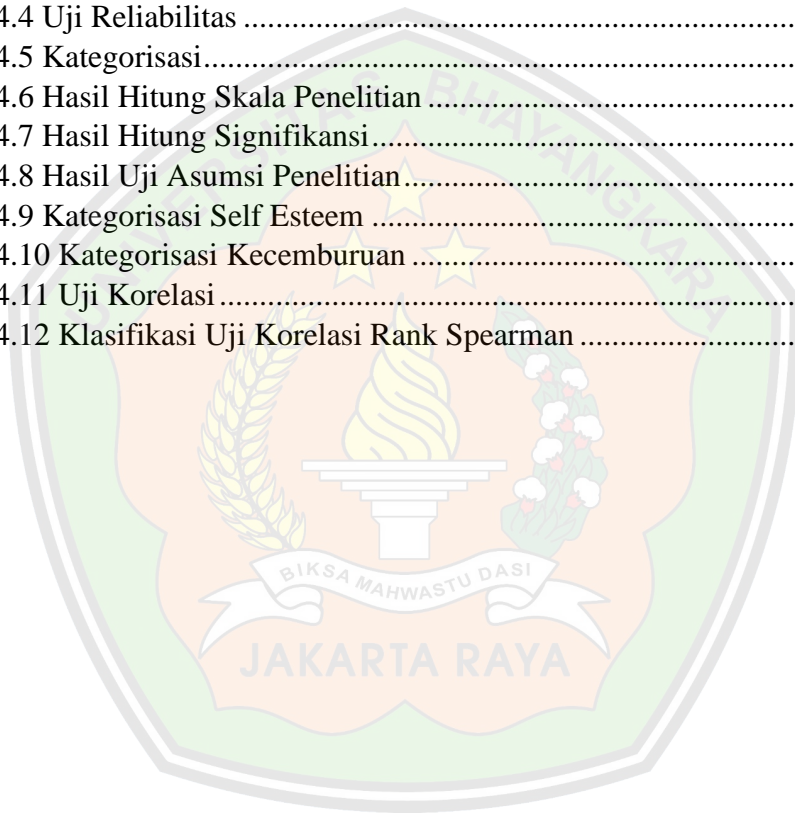 4.4 Uji Reliabilitas ......................................................................
4.5 Kategorisasi...........................................................................
4.6 Hasil Hitung Skala Penelitian ..............................................
4.7 Hasil Hitung Signifikansi.....................................................
4.8 Hasil Uji Asumsi Penelitian.................................................
4.9 Kategorisasi Self Esteem .....................................................
4.10 Kategorisasi Kecemburuan ................................................
4.11 Uji Korelasi........................................................................
4.12 Klasifikasi Uji Korelasi Rank Spearman ...........................
UNIVERSITAS BHAYANGKARA
BIKSA MAHWASTU DASI
JAKARTA RAYA